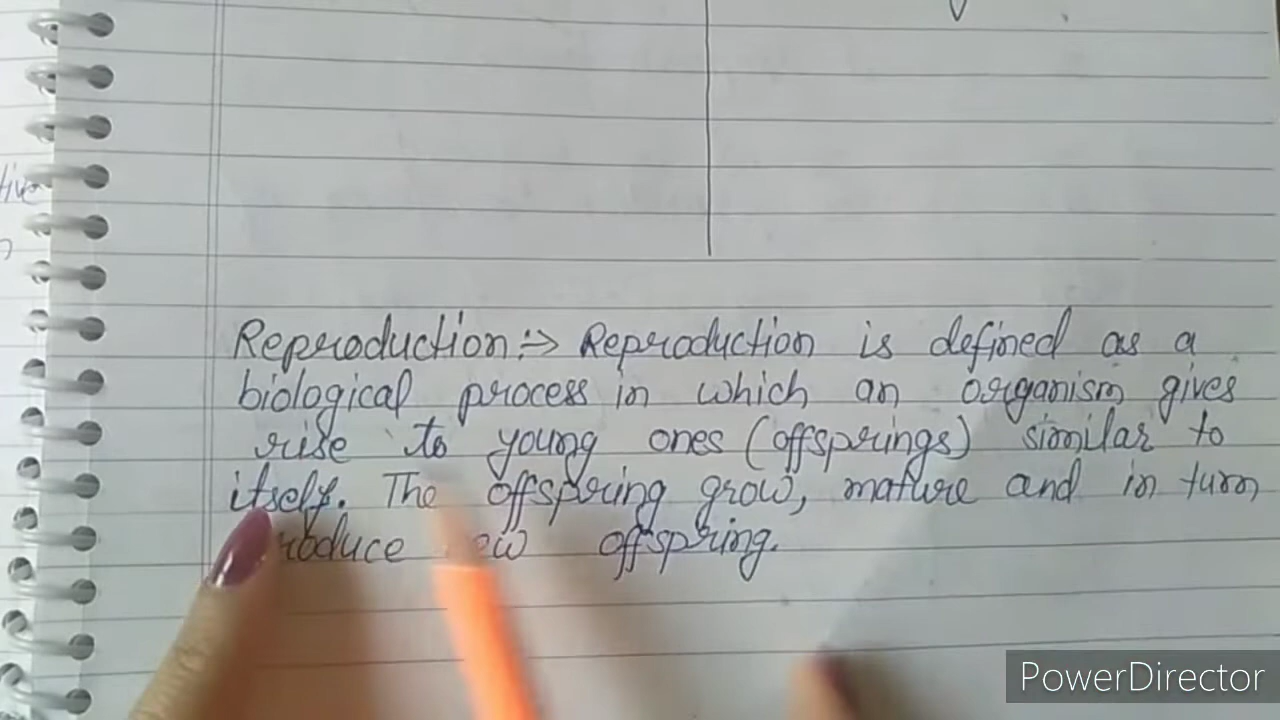 Reproduction:-> Reproduction is defined as a
biological process in which an organism gives
rise to young ones (offsprings) similar to
itself. The offspring grow, mature and in turn
offspring.
PowerDirector